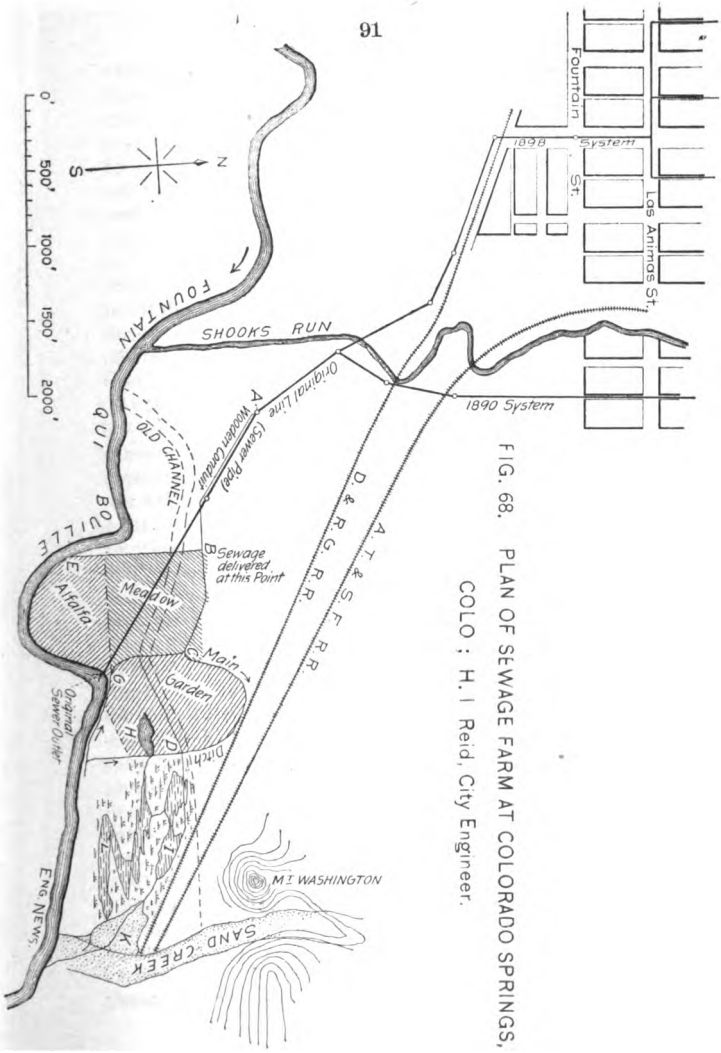 91
Fountain St.
Las Animas St.
1898 System
1890 System
N
S
0' 500' 1000' 1500' 2000'
FOUNTAIN QUI BOUILLE
SHOOKS RUN
Original Line (Sewer Pipe)
A. Wooden Conduit
OLD CHANNEL
D. & R. G. R. R.
A. T. & S. F. R. R.
B
Sewage
delivered
at this Point
E
Alfalfa
Meadow
C
Main
Garden
G
H
D
Ditch
Original
Sewer Outlet
I
L
K
MT WASHINGTON
SAND CREEK
ENG NEWS.
FIG. 68. PLAN OF SEWAGE FARM AT COLORADO SPRINGS,
COLO ; H. I Reid, City Engineer.